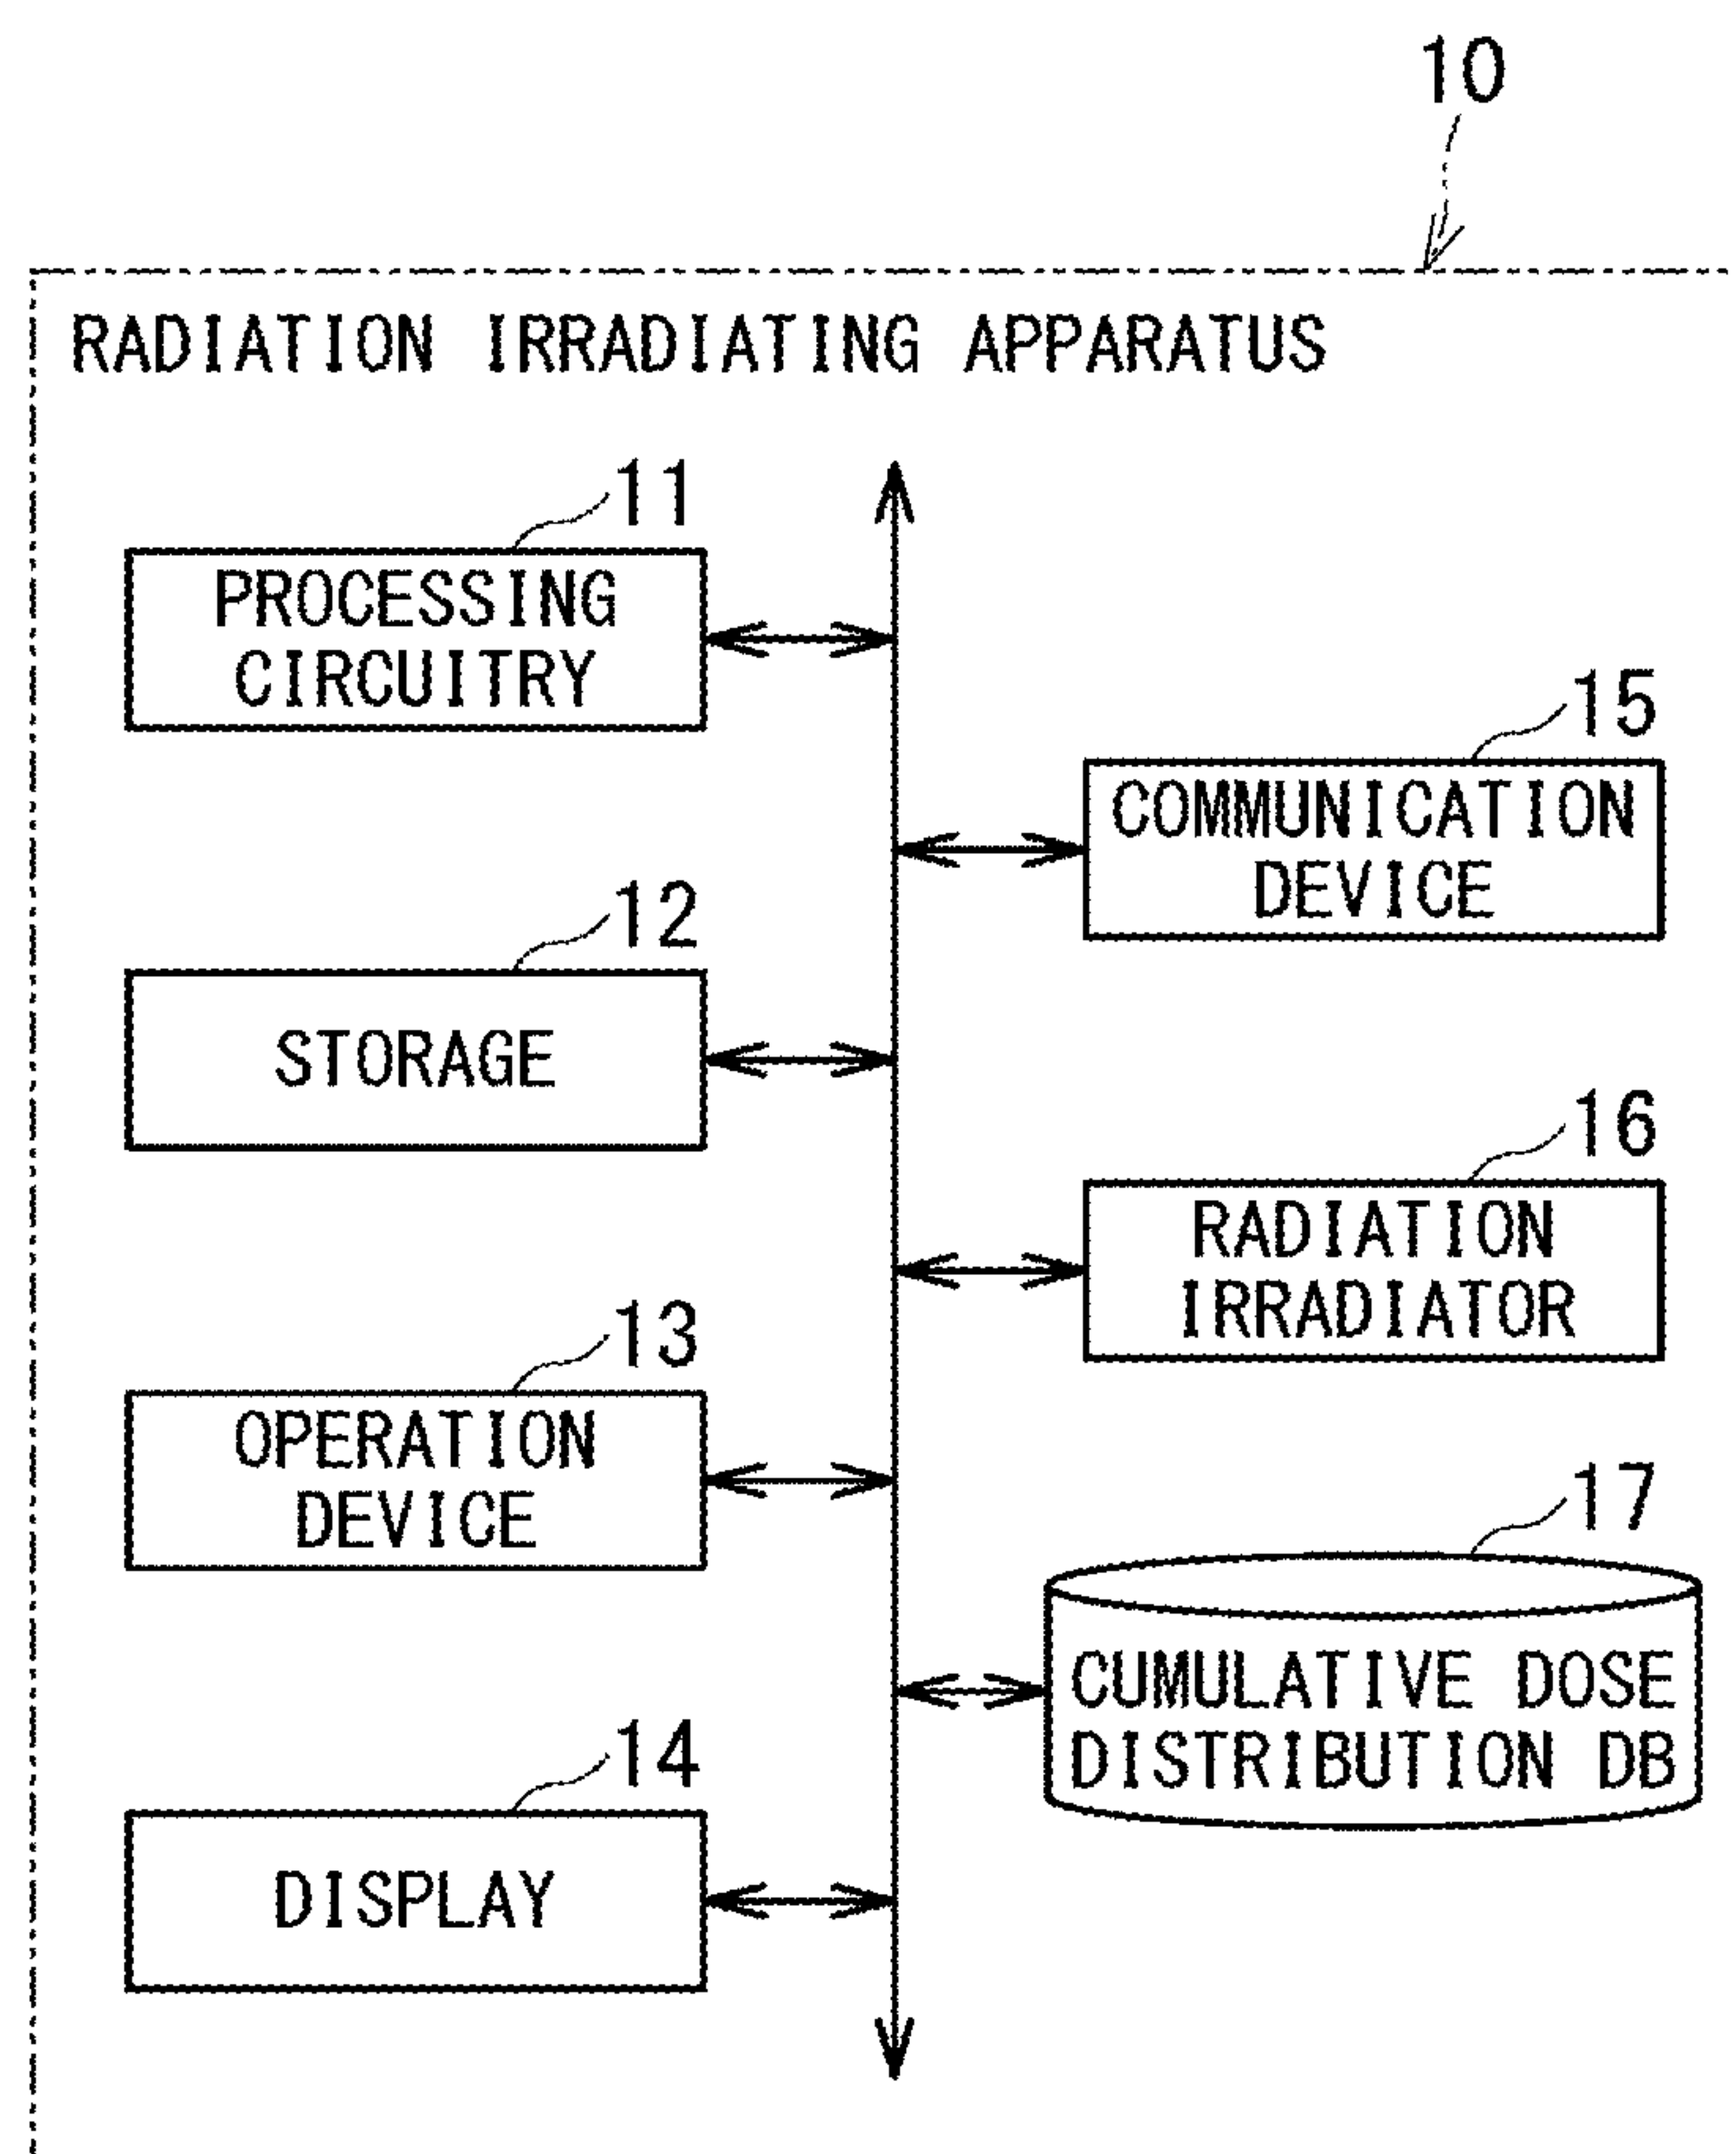 10
RADIATION IRRADIATING APPARATUS
11
PROCESSING
CIRCUITRY
12
STORAGE
13
OPERATION
DEVICE
14
DISPLAY
15
COMMUNICATION
DEVICE
16
RADIATION
IRRADIATOR
17
CUMULATIVE DOSE
DISTRIBUTION DB